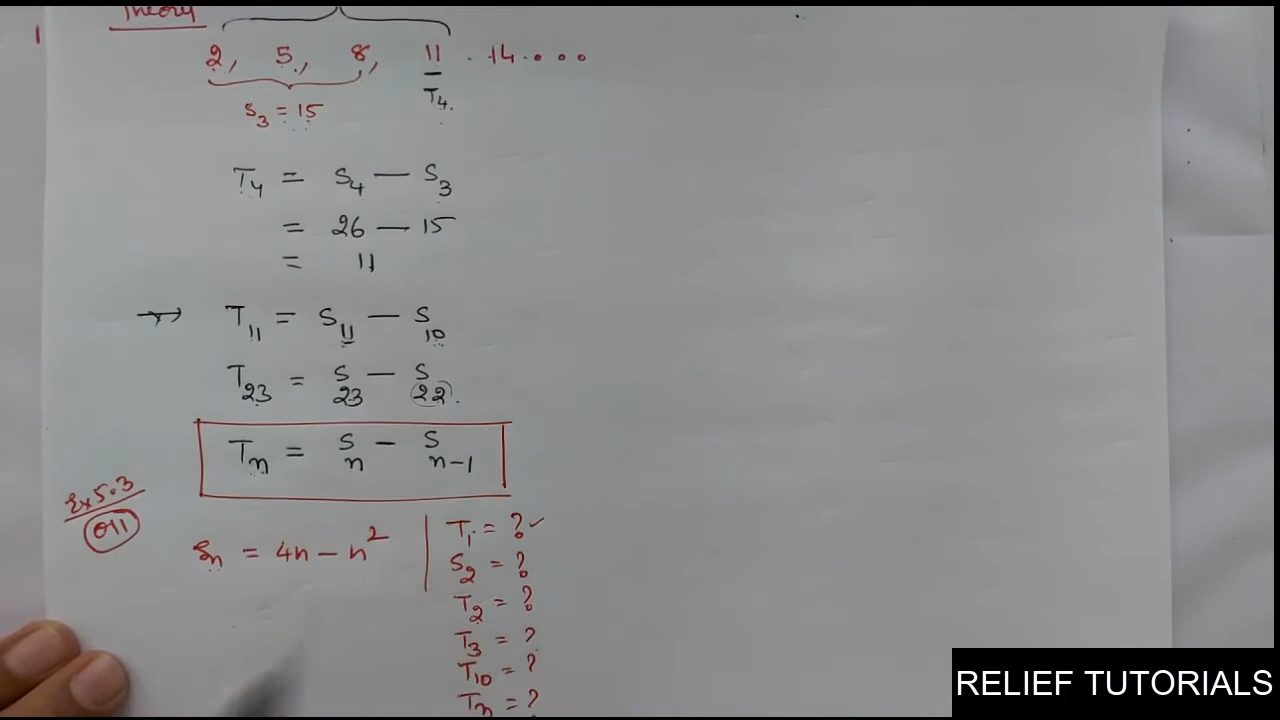 Theory
1
2, 5, 8, 11 . 14....
S3 = 15
T4.
T4 = S4 — S3
= 26 — 15
= 11
T11 = S11 — S10
T23 = S23 — S22.
Tn = Sn - Sn-1
Ex 5.3
Q11
Sn = 4n - n²
T1 = ? ✓
S2 = ?
T2 = ?
T3 = ?
T10 = ?
Tn = ?
RELIEF TUTORIALS